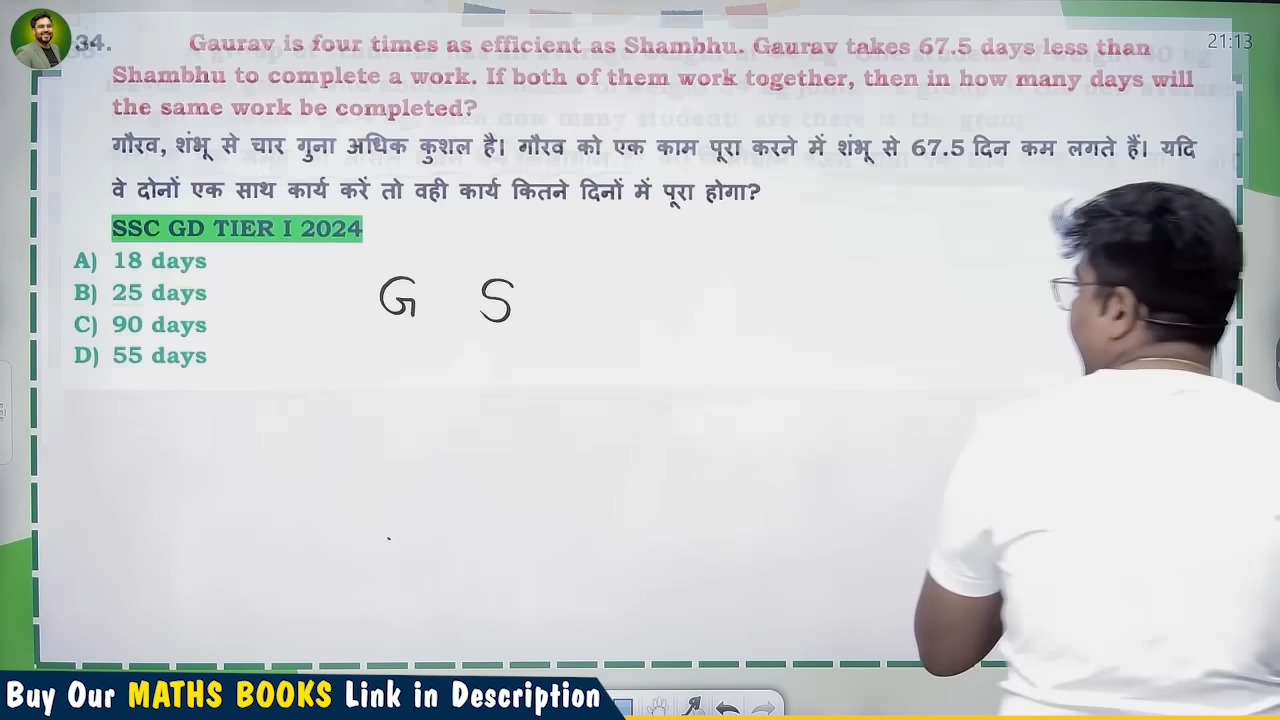 34. Gaurav is four times as efficient as Shambhu. Gaurav takes 67.5 days less than
21:13
Shambhu to complete a work. If both of them work together, then in how many days will
the same work be completed?
गौरव, शंभू से चार गुना अधिक कुशल है। गौरव को एक काम पूरा करने में शंभू से 67.5 दिन कम लगते हैं। यदि
वे दोनों एक साथ कार्य करें तो वही कार्य कितने दिनों में पूरा होगा?
SSC GD TIER I 2024
A) 18 days
B) 25 days
C) 90 days
D) 55 days
G S
Buy Our MATHS BOOKS Link in Description